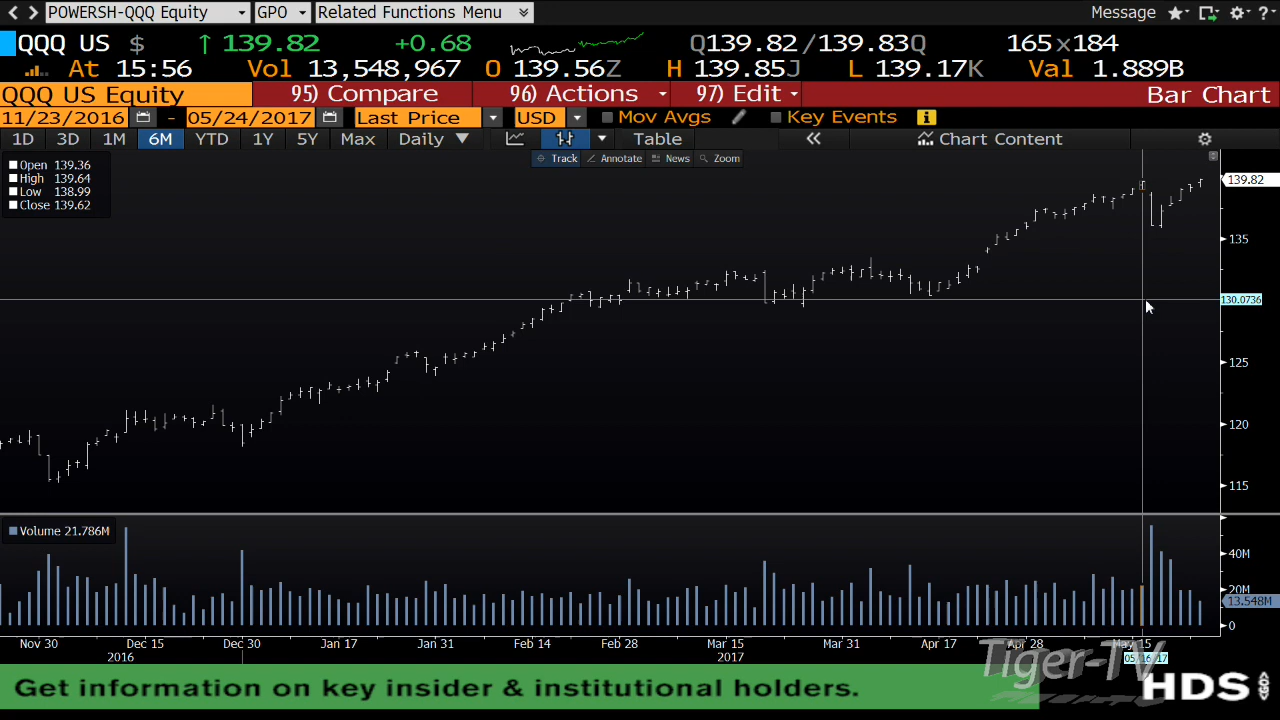 POWERSH-QQQ Equity GPO Related Functions Menu Message ?
QQQ US $ ↑ 139.82 +0.68 Q139.82/139.83Q 165x184
At 15:56 Vol 13,548,967 O 139.56Z H 139.85J L 139.17K Val 1.889B
QQQ US Equity 95) Compare 96) Actions 97) Edit Bar Chart
11/23/2016 - 05/24/2017 Last Price USD Mov Avgs Key Events i
1D 3D 1M 6M YTD 1Y 5Y Max Daily ▼ Table « Chart Content
Track Annotate News Zoom
Open 139.36
High 139.64
Low 138.99
Close 139.62
139.82
135
130.0736
125
120
115
Volume 21.786M
40M
20M
13.548M
0
Nov 30 Dec 15 Dec 30 Jan 17 Jan 31 Feb 14 Feb 28 Mar 15 Mar 31 Apr 17 Apr 28 May 15
2016 2017 05/16/17
Tiger-TV
Get information on key insider & institutional holders.
HDS GO